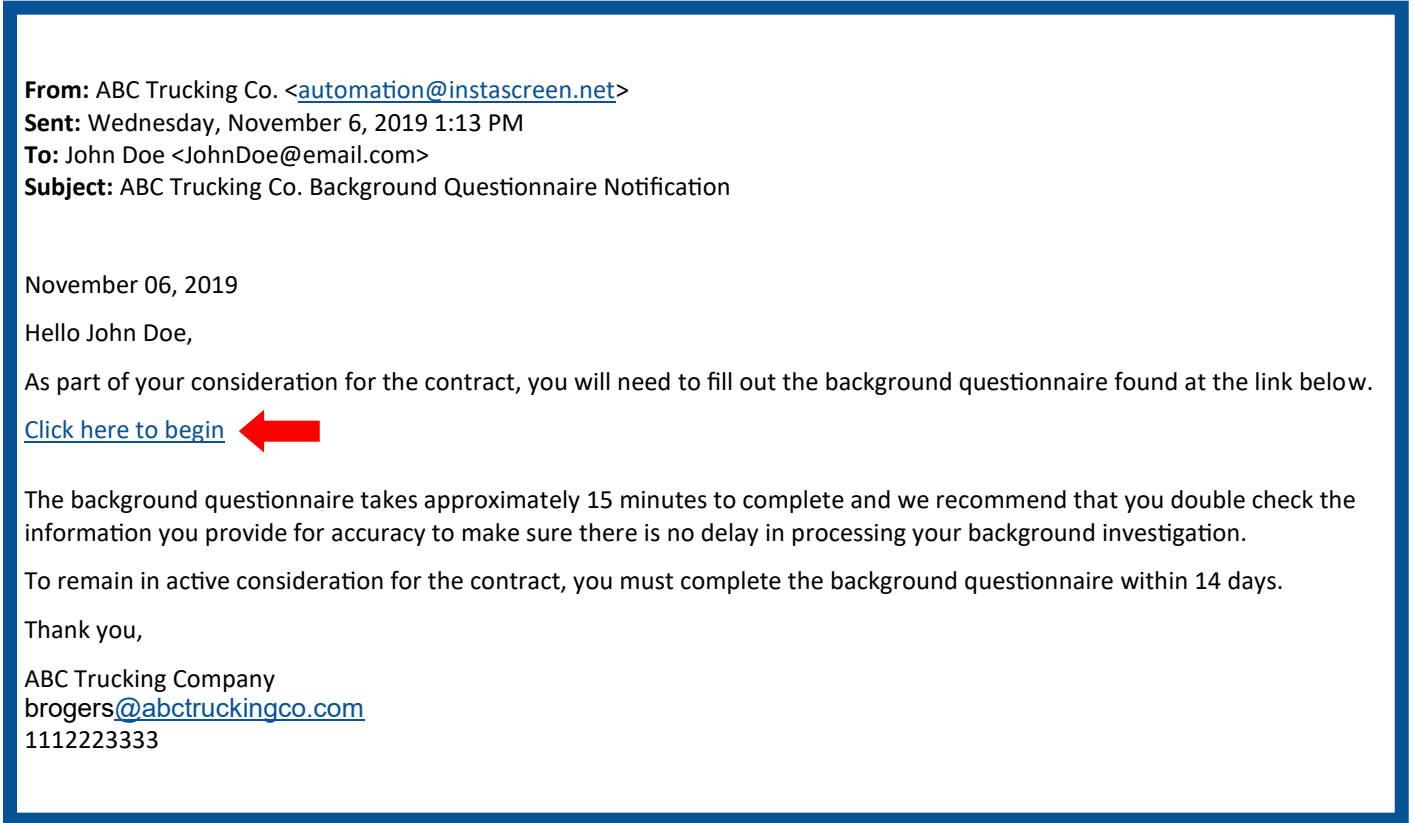 From: ABC Trucking Co. <automation@instascreen.net>
Sent: Wednesday, November 6, 2019 1:13 PM
To: John Doe <JohnDoe@email.com>
Subject: ABC Trucking Co. Background Questionnaire Notification
November 06, 2019
Hello John Doe,
As part of your consideration for the contract, you will need to fill out the background questionnaire found at the link below.
Click here to begin
The background questionnaire takes approximately 15 minutes to complete and we recommend that you double check the
information you provide for accuracy to make sure there is no delay in processing your background investigation.
To remain in active consideration for the contract, you must complete the background questionnaire within 14 days.
Thank you,
ABC Trucking Company
brogers@abctruckingco.com
1112223333